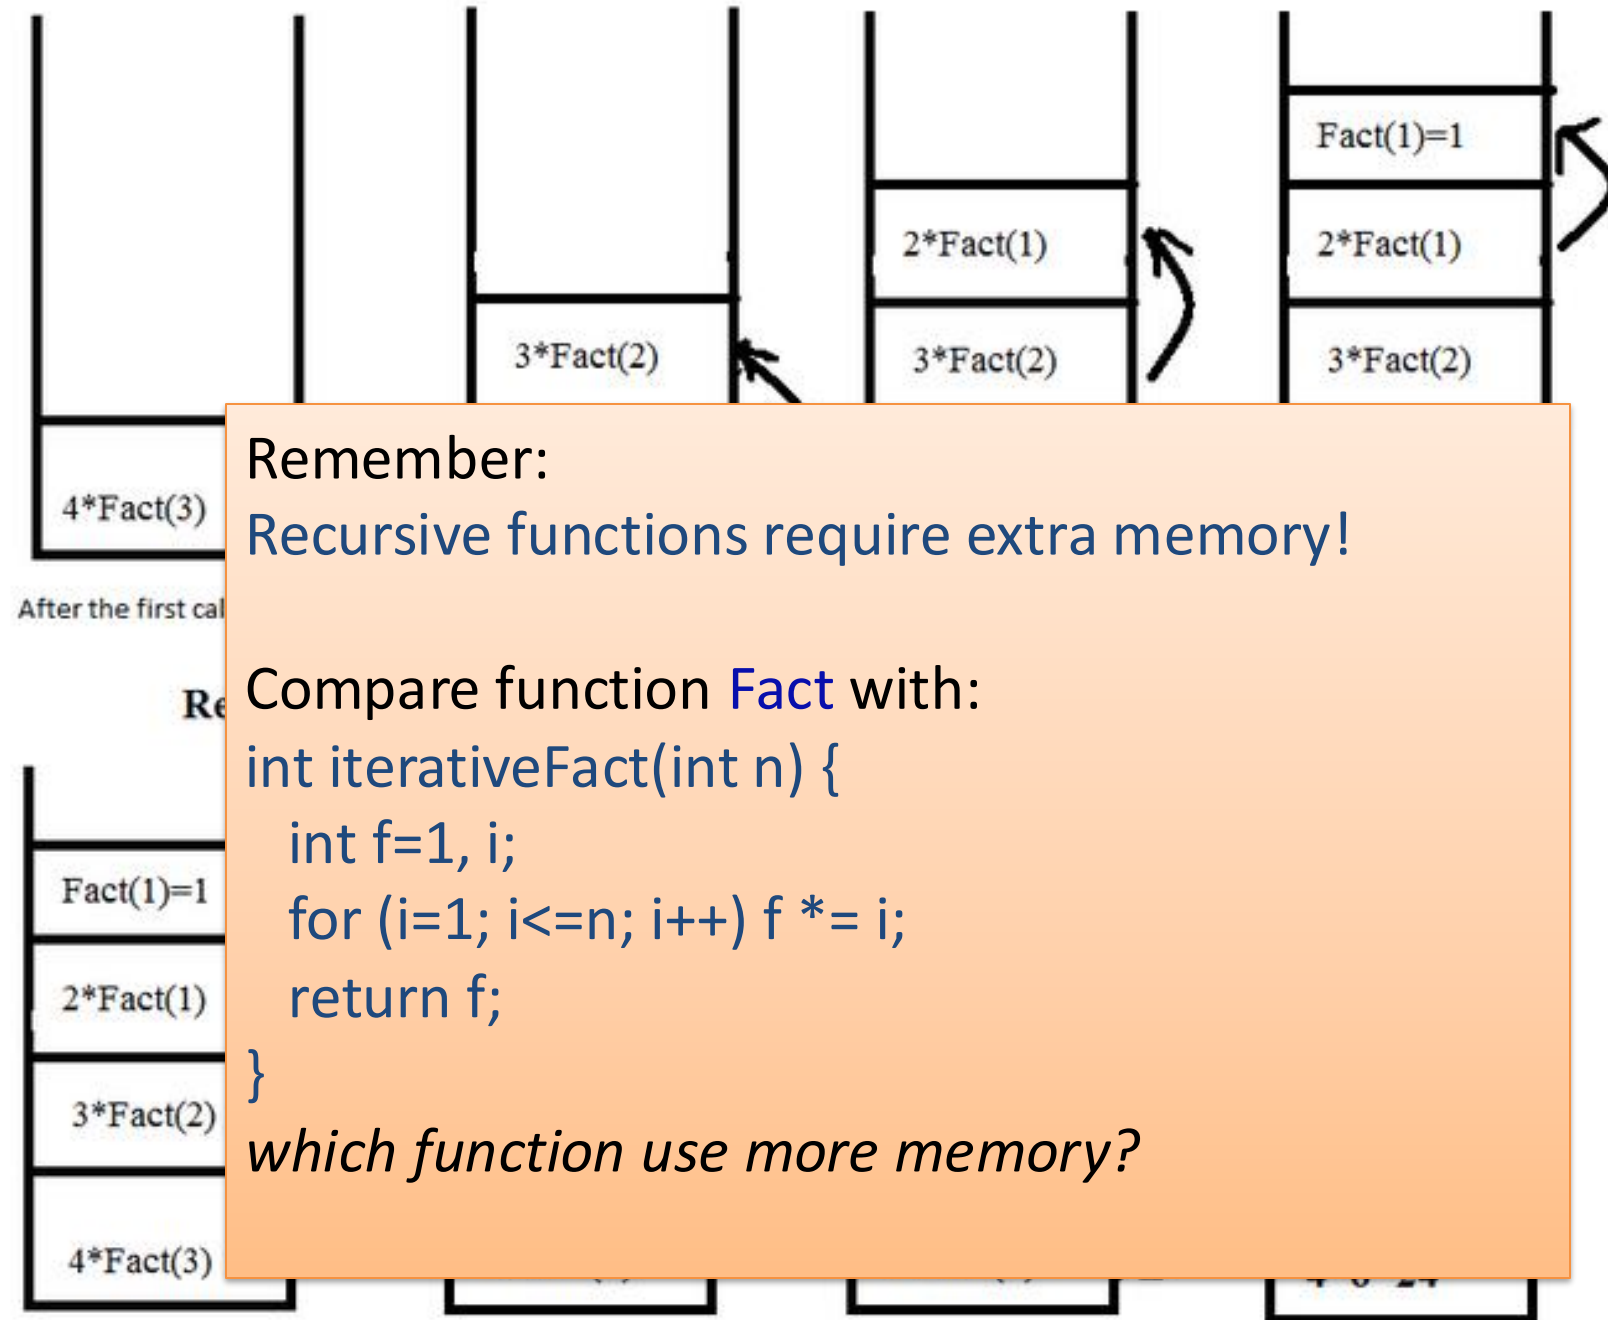 Fact(1)=1
2*Fact(1)
2*Fact(1)
3*Fact(2)
3*Fact(2)
3*Fact(2)
4*Fact(3)
Remember:
Recursive functions require extra memory!
After the first
Compare function Fact with:
int iterativeFact(int n) {
int f=1, i;
for (i=1; i<=n; i++) f *= i;
return f;
}
which function use more memory?
Fact(1)=1
2*Fact(1)
3*Fact(2)
4*Fact(3)